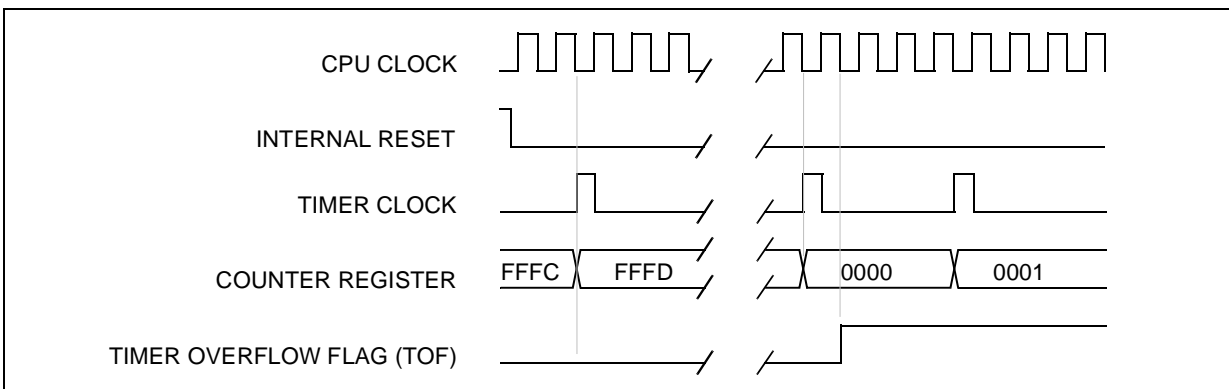 CPU CLOCK
INTERNAL RESET
TIMER CLOCK
COUNTER REGISTER FFFC FFFD 0000 0001
TIMER OVERFLOW FLAG (TOF)